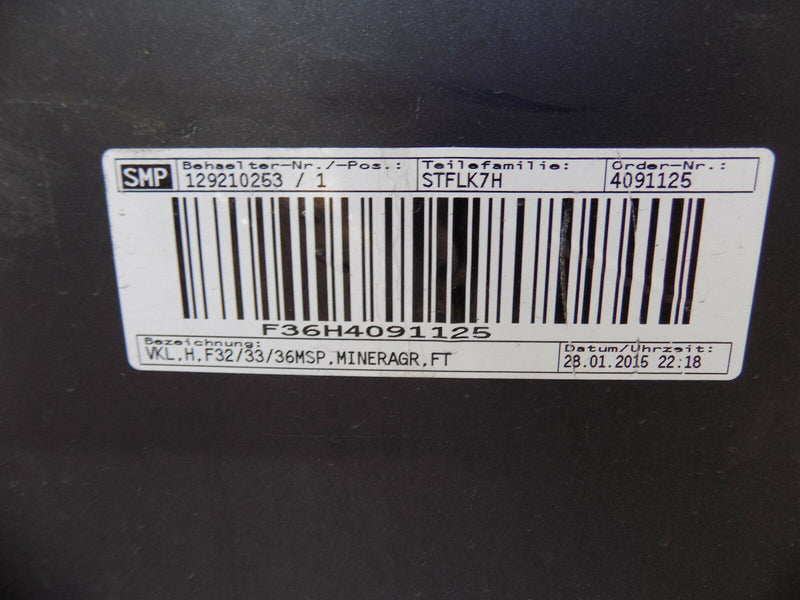 SMP
Behaelter-Nr./-Pos.: Teilefamilie: Order-Nr.:
129210253 / 1 STFLK7H 4091125
F36H4091125
Bezeichnung: Datum/Uhrzeit:
VKL,H,F32/33/36MSP,MINERAGR,FT 28.01.2015 22:18